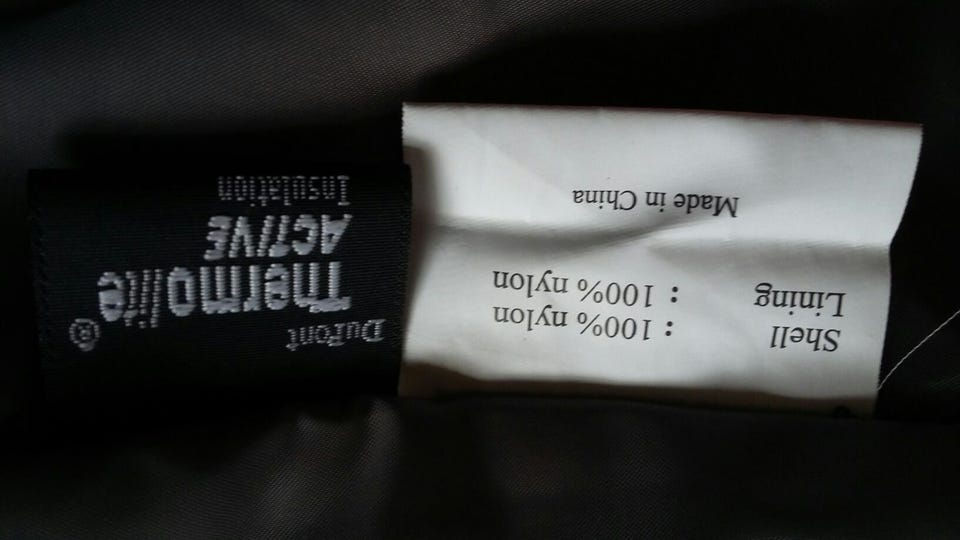 DuPont
Thermolite®
ACTIVE
Insulation
Shell : 100% nylon
Lining : 100% nylon
Made in China